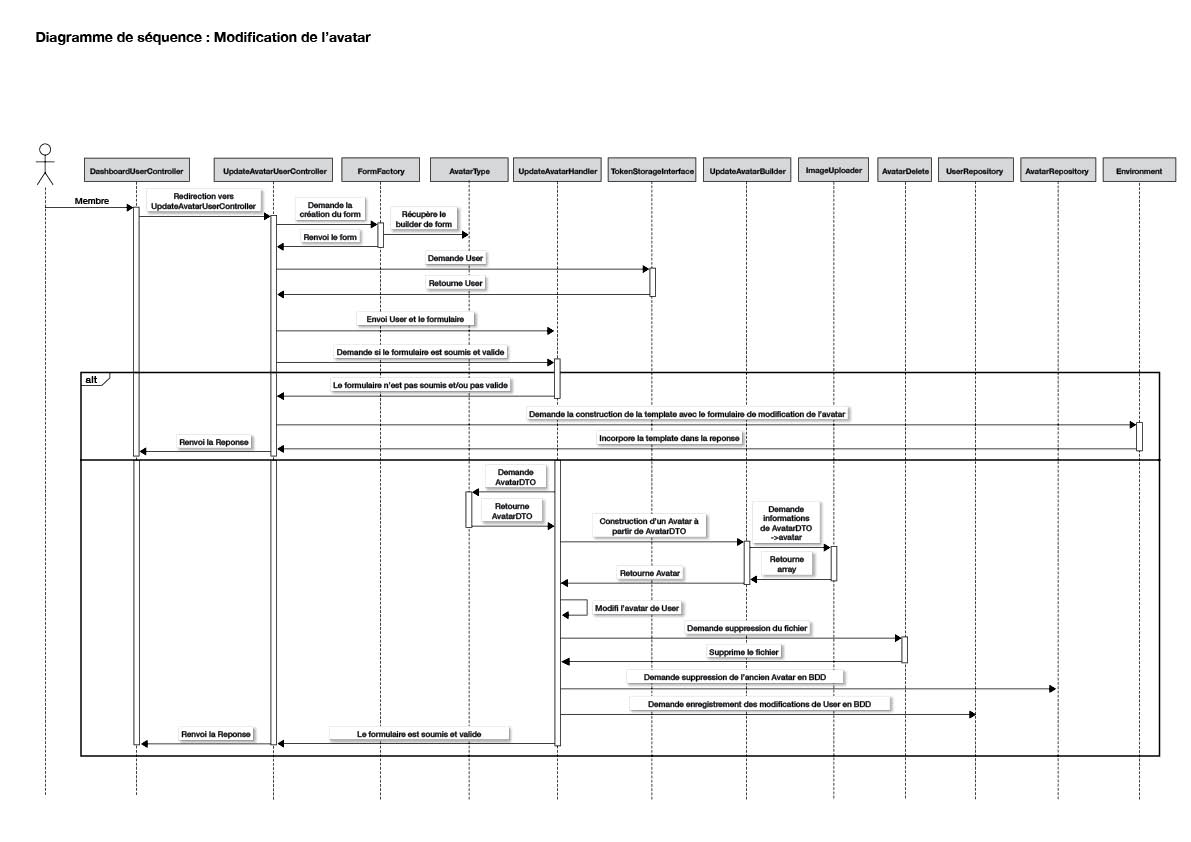 Diagramme de séquence : Modification de l'avatar
DashboardUserController
UpdateAvatarUserController
FormFactory
AvatarType
UpdateAvatarHandler
TokenStorageInterface
UpdateAvatarBuilder
ImageUploader
AvatarDelete
UserRepository
AvatarRepository
Environment
Membre
Redirection vers
UpdateAvatarUserController
Demande la
création du form
Récupère le
builder de form
Renvoi le form
Demande User
Retourne User
Envoi User et le formulaire
Demande si le formulaire est soumis et valide
alt
Le formulaire n'est pas soumis et/ou pas valide
Demande la construction de la template avec le formulaire de modification de l'avatar
Renvoi la Reponse
Incorpore la template dans la reponse
Demande
AvatarDTO
Retourne
AvatarDTO
Construction d'un Avatar à
partir de AvatarDTO
Demande
informations
de AvatarDTO
->avatar
Retourne
array
Retourne Avatar
Modifi l'avatar de User
Demande suppression du fichier
Supprime le fichier
Demande suppression de l'ancien Avatar en BDD
Demande enregistrement des modifications de User en BDD
Renvoi la Reponse
Le formulaire est soumis et valide